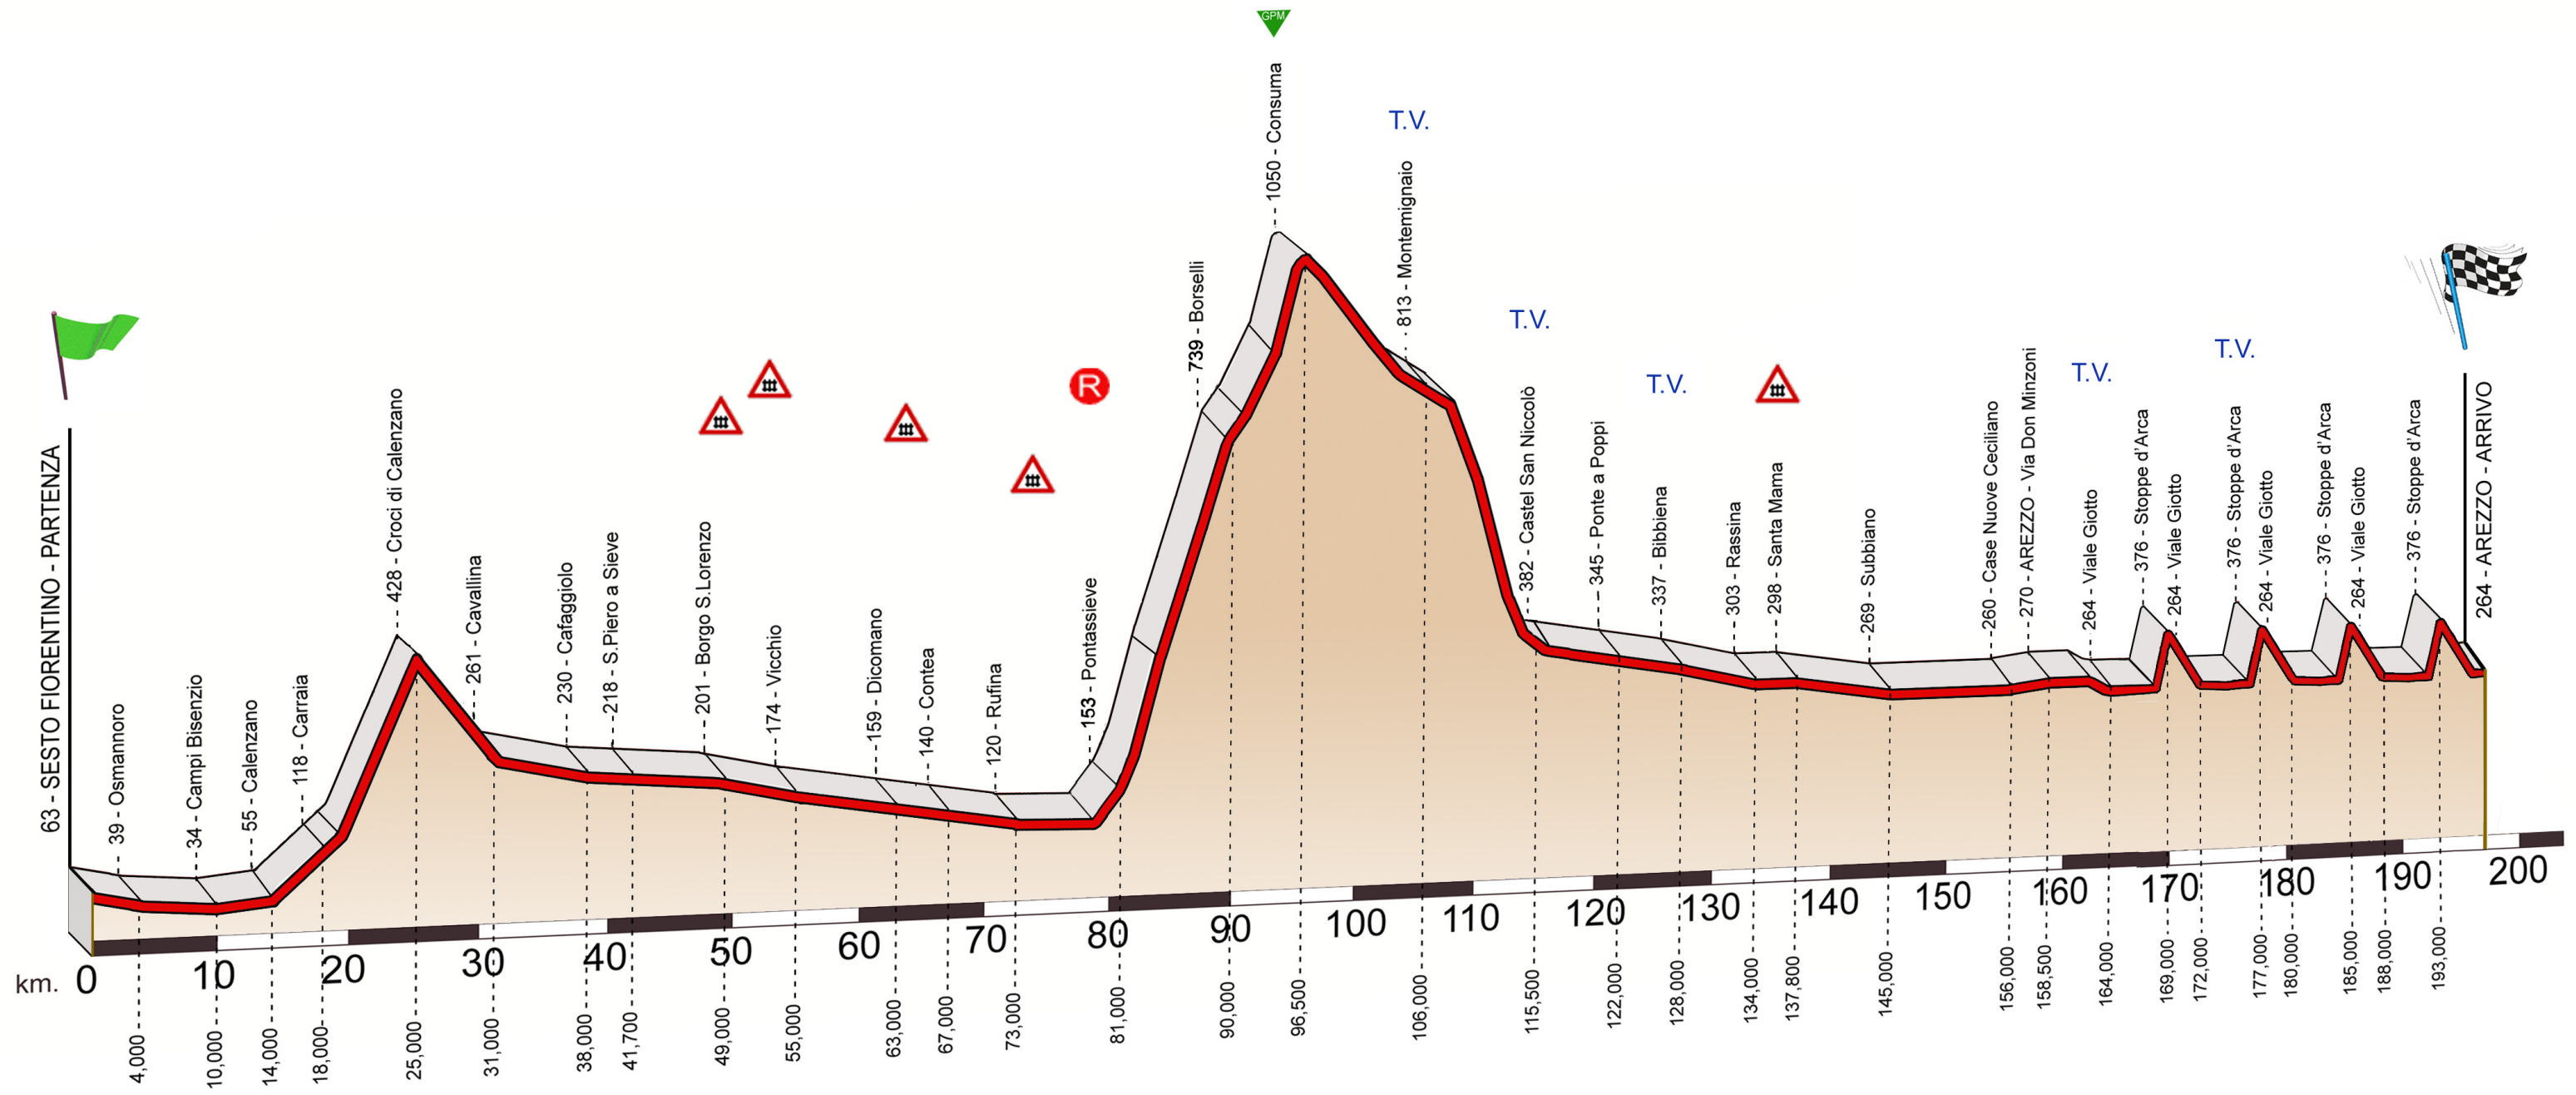 GPM
T.V.
T.V.
T.V.
T.V.
T.V.
R
63 - SESTO FIORENTINO - PARTENZA
39 - Osmannoro
34 - Campi Bisenzio
55 - Calenzano
118 - Carraia
428 - Croci di Calenzano
261 - Cavallina
230 - Cafaggiolo
218 - S.Piero a Sieve
201 - Borgo S.Lorenzo
174 - Vicchio
159 - Dicomano
140 - Contea
120 - Rufina
153 - Pontassieve
739 - Borselli
1050 - Consuma
813 - Montemignaio
382 - Castel San Niccolò
345 - Ponte a Poppi
337 - Bibbiena
303 - Rassina
298 - Santa Mama
269 - Subbiano
260 - Case Nuove Ceciliano
270 - AREZZO - Via Don Minzoni
264 - Viale Giotto
376 - Stoppe d'Arca
264 - Viale Giotto
376 - Stoppe d'Arca
264 - Viale Giotto
376 - Stoppe d'Arca
264 - Viale Giotto
376 - Stoppe d'Arca
264 - AREZZO - ARRIVO
km. 0 10 20 30 40 50 60 70 80 90 100 110 120 130 140 150 160 170 180 190 200
4,000
10,000
14,000
18,000
25,000
31,000
38,000
41,700
49,000
55,000
63,000
67,000
73,000
81,000
90,000
96,500
106,000
115,500
122,000
128,000
134,000
137,800
145,000
156,000
158,500
164,000
169,000
172,000
177,000
180,000
185,000
188,000
193,000